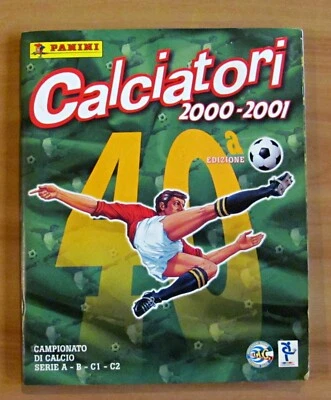 PANINI
Calciatori
2000-2001
40ª
EDIZIONE
CAMPIONATO
DI CALCIO
SERIE A - B - C1 - C2